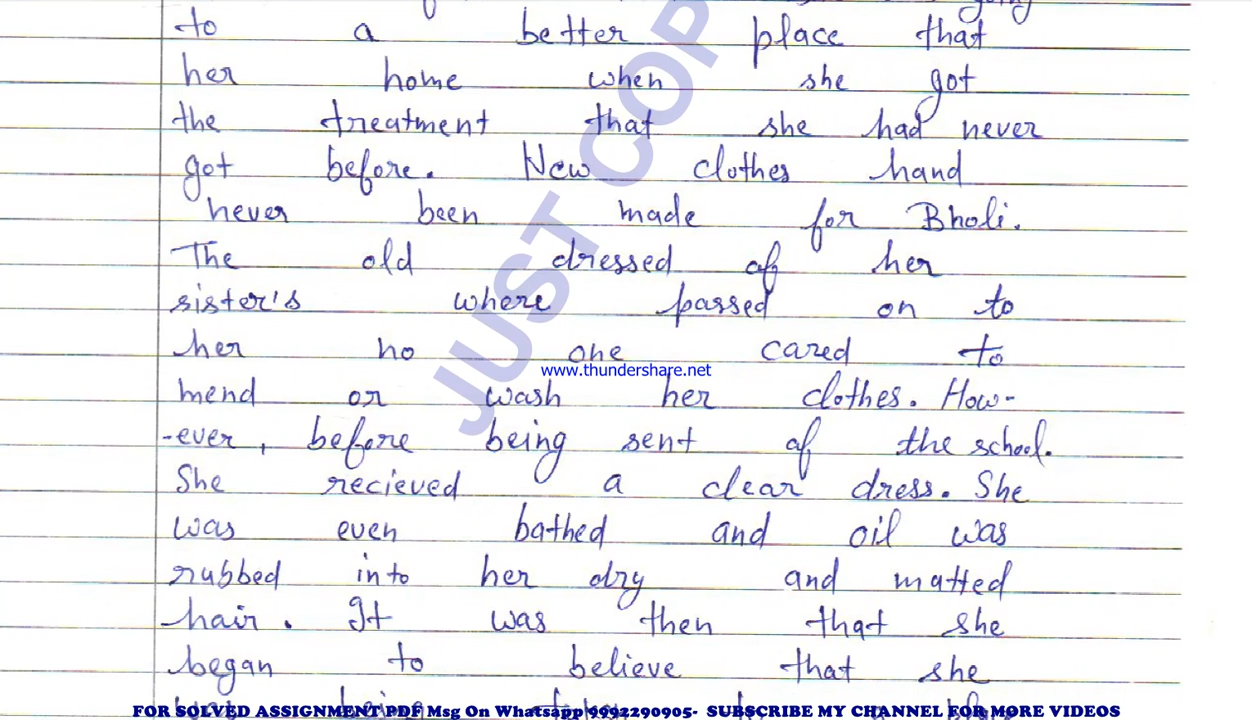 to a better place that
her home when she got
the treatment that she had never
got before. New clothes hand
never been made for Bholi.
The old dressed of her
sister's where passed on to
her no one cared to
www.thundershare.net
mend or wash her clothes. How-
-ever, before being sent of the school.
She recieved a clear dress. She
was even bathed and oil was
rubbed into her dry and matted
hair. It was then that she
began to believe that she
JUST COP
FOR SOLVED ASSIGNMENT PDF Msg On Whatsapp 9992290905- SUBSCRIBE MY CHANNEL FOR MORE VIDEOS